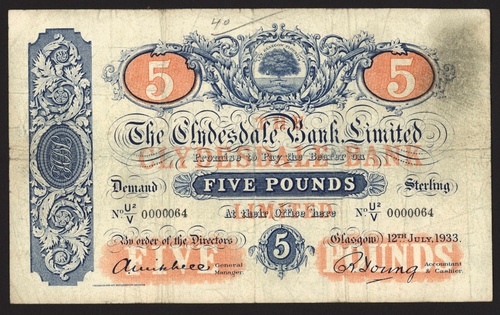 40
5 5
The Clydesdale Bank Limited
Promise to Pay the Bearer on
THE
CLYDESDALE BANK
LIMITED
Demand FIVE POUNDS Sterling
No U2/V 0000064 At their Office here No U2/V 0000064
By order of the Directors 5 Glasgow, 12TH JULY, 1933.
FIVE POUNDS
General Manager. R Young Accountant & Cashier.